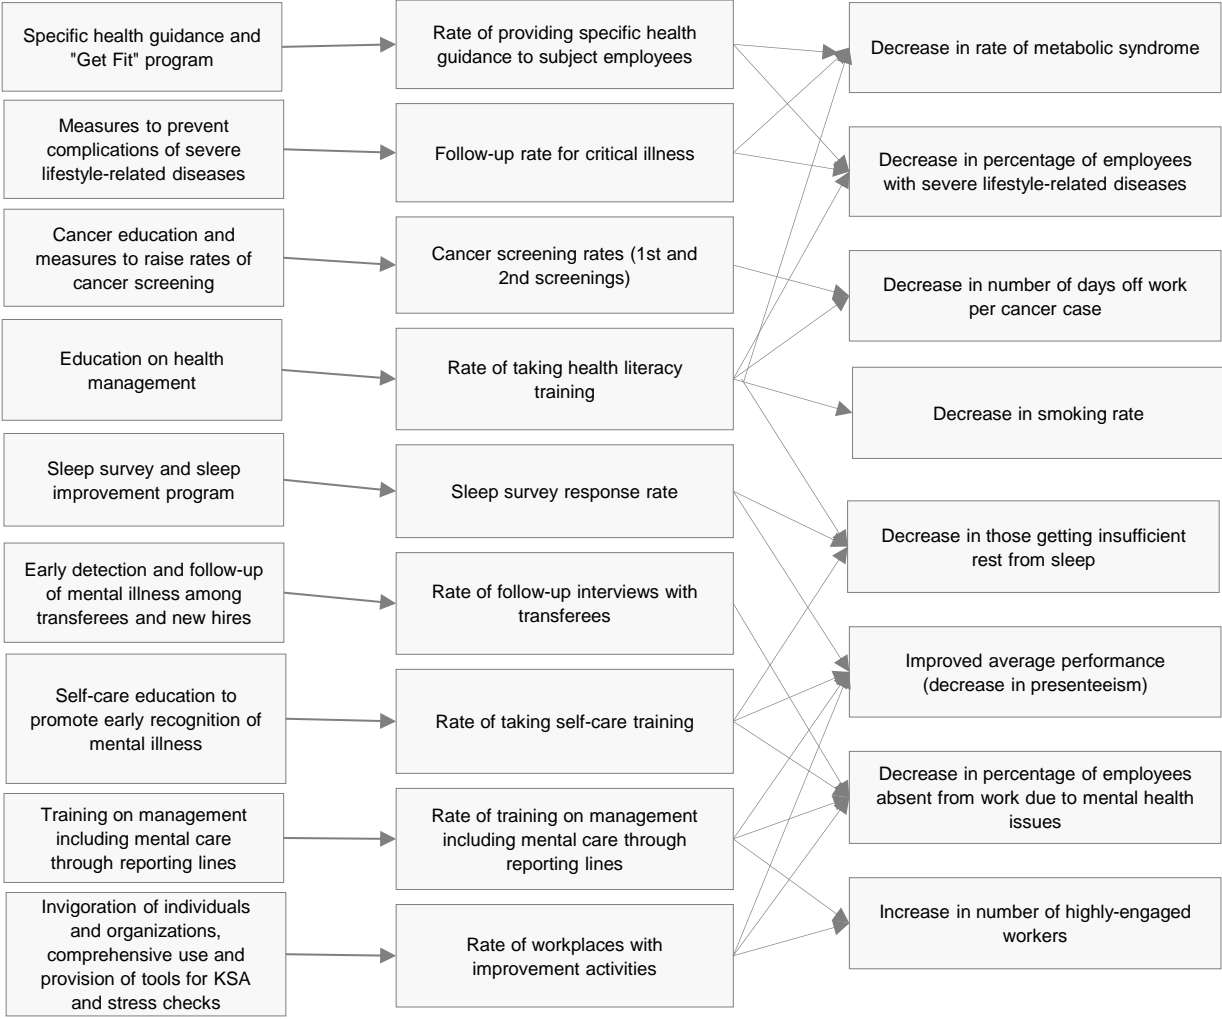 Specific health guidance and
"Get Fit" program
Rate of providing specific health
guidance to subject employees
Decrease in rate of metabolic syndrome
Measures to prevent
complications of severe
lifestyle-related diseases
Follow-up rate for critical illness
Decrease in percentage of employees
with severe lifestyle-related diseases
Cancer education and
measures to raise rates of
cancer screening
Cancer screening rates (1st and
2nd screenings)
Decrease in number of days off work
per cancer case
Education on health
management
Rate of taking health literacy
training
Decrease in smoking rate
Sleep survey and sleep
improvement program
Sleep survey response rate
Decrease in those getting insufficient
rest from sleep
Early detection and follow-up
of mental illness among
transferees and new hires
Rate of follow-up interviews with
transferees
Improved average performance
(decrease in presenteeism)
Self-care education to
promote early recognition of
mental illness
Rate of taking self-care training
Decrease in percentage of employees
absent from work due to mental health
issues
Training on management
including mental care
through reporting lines
Rate of training on management
including mental care through
reporting lines
Increase in number of highly-engaged
workers
Invigoration of individuals
and organizations,
comprehensive use and
provision of tools for KSA
and stress checks
Rate of workplaces with
improvement activities